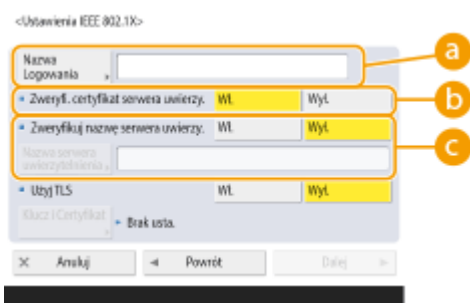 <Ustawienia IEEE 802.1X>
Nazwa
Logowania
a
Zweryfi. certyfikat serwera uwierzy. Wł. Wył.
b
Zweryfikuj nazwę serwera uwierzy. Wł. Wył.
Nazwa serwera
uwierzytelnienia
c
Użyj TLS Wł. Wył.
Klucz i Certyfikat
Brak usta.
Anuluj Powrót Dalej